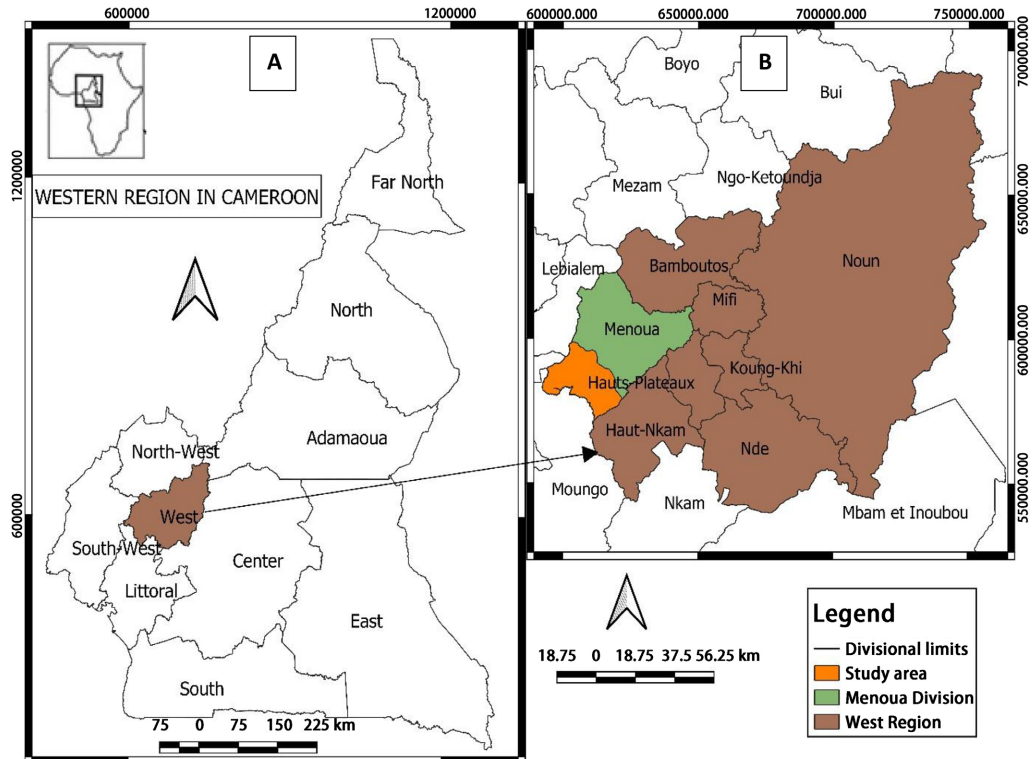 600000
1200000
600000.000
650000.000
700000.000
750000.000
A
B
Boyo
Bui
7000000.000
1200000
Far North
WESTERN REGION IN CAMEROON
Mezam
Ngo-Ketoundja
6500000.000
Lebialem
Bamboutos
Noun
North
Mifi
Menoua
6000000.000
Hauts-Plateaux
Koung-Khi
Adamaoua
Haut-Nkam
Nde
North-West
Moungo
Nkam
Mbam et Inoubou
5500000.000
600000
West
South-West
Center
Littoral
East
South
75 0 75 150 225 km
18.75 0 18.75 37.5 56.25 km
Legend
Divisional limits
Study area
Menoua Division
West Region